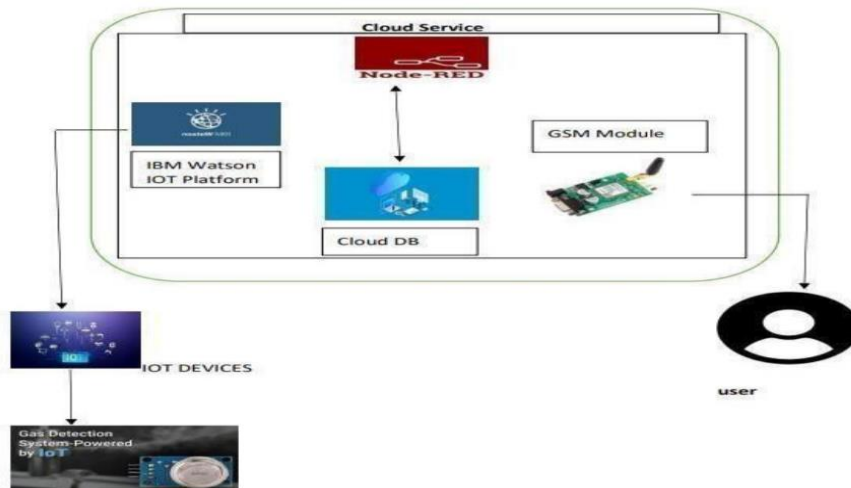 Cloud Service
Node-RED
GSM Module
IBM Watson
IOT Platform
Cloud DB
IOT DEVICES
user
Gas Detection
System-Powered
by IoT